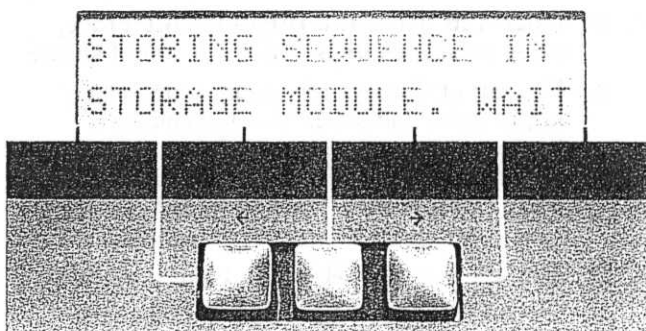 STORING SEQUENCE IN
STORAGE MODULE. WAIT
← →